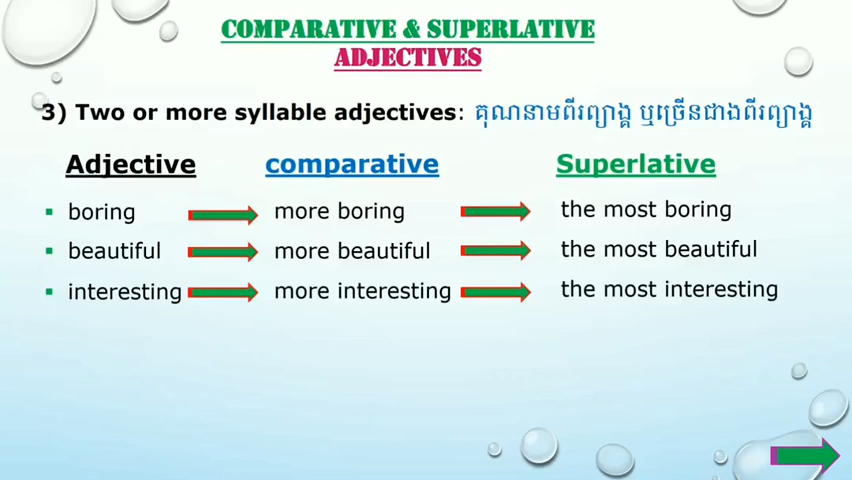 COMPARATIVE & SUPERLATIVE
ADJECTIVES
3) Two or more syllable adjectives: គុណនាមពីរព្យាង្គ ឬច្រើនជាងពីរព្យាង្គ
Adjective comparative Superlative
boring more boring the most boring
beautiful more beautiful the most beautiful
interesting more interesting the most interesting